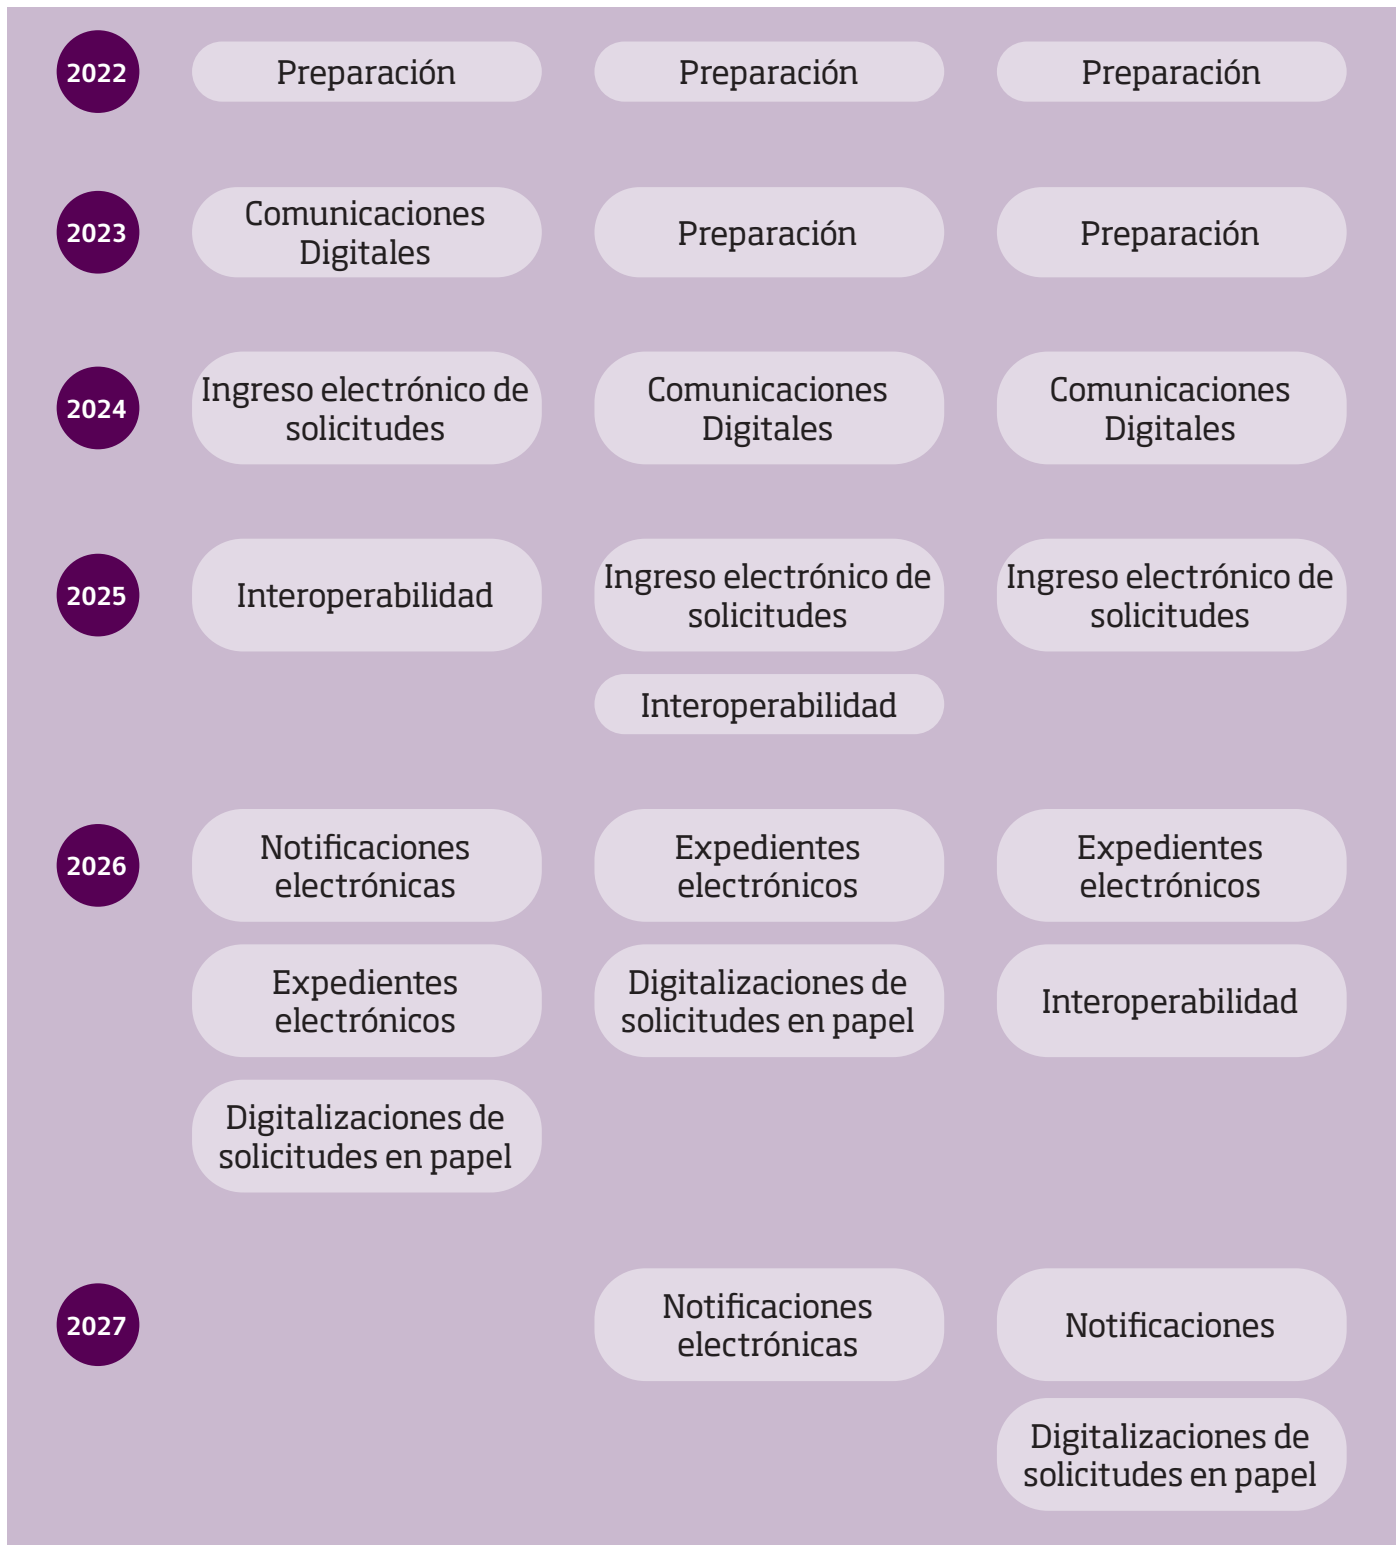 2022
Preparación
Preparación
Preparación
2023
Comunicaciones
Digitales
Preparación
Preparación
2024
Ingreso electrónico de
solicitudes
Comunicaciones
Digitales
Comunicaciones
Digitales
2025
Interoperabilidad
Ingreso electrónico de
solicitudes
Ingreso electrónico de
solicitudes
Interoperabilidad
2026
Notificaciones
electrónicas
Expedientes
electrónicos
Expedientes
electrónicos
Expedientes
electrónicos
Digitalizaciones de
solicitudes en papel
Interoperabilidad
Digitalizaciones de
solicitudes en papel
2027
Notificaciones
electrónicas
Notificaciones
Digitalizaciones de
solicitudes en papel